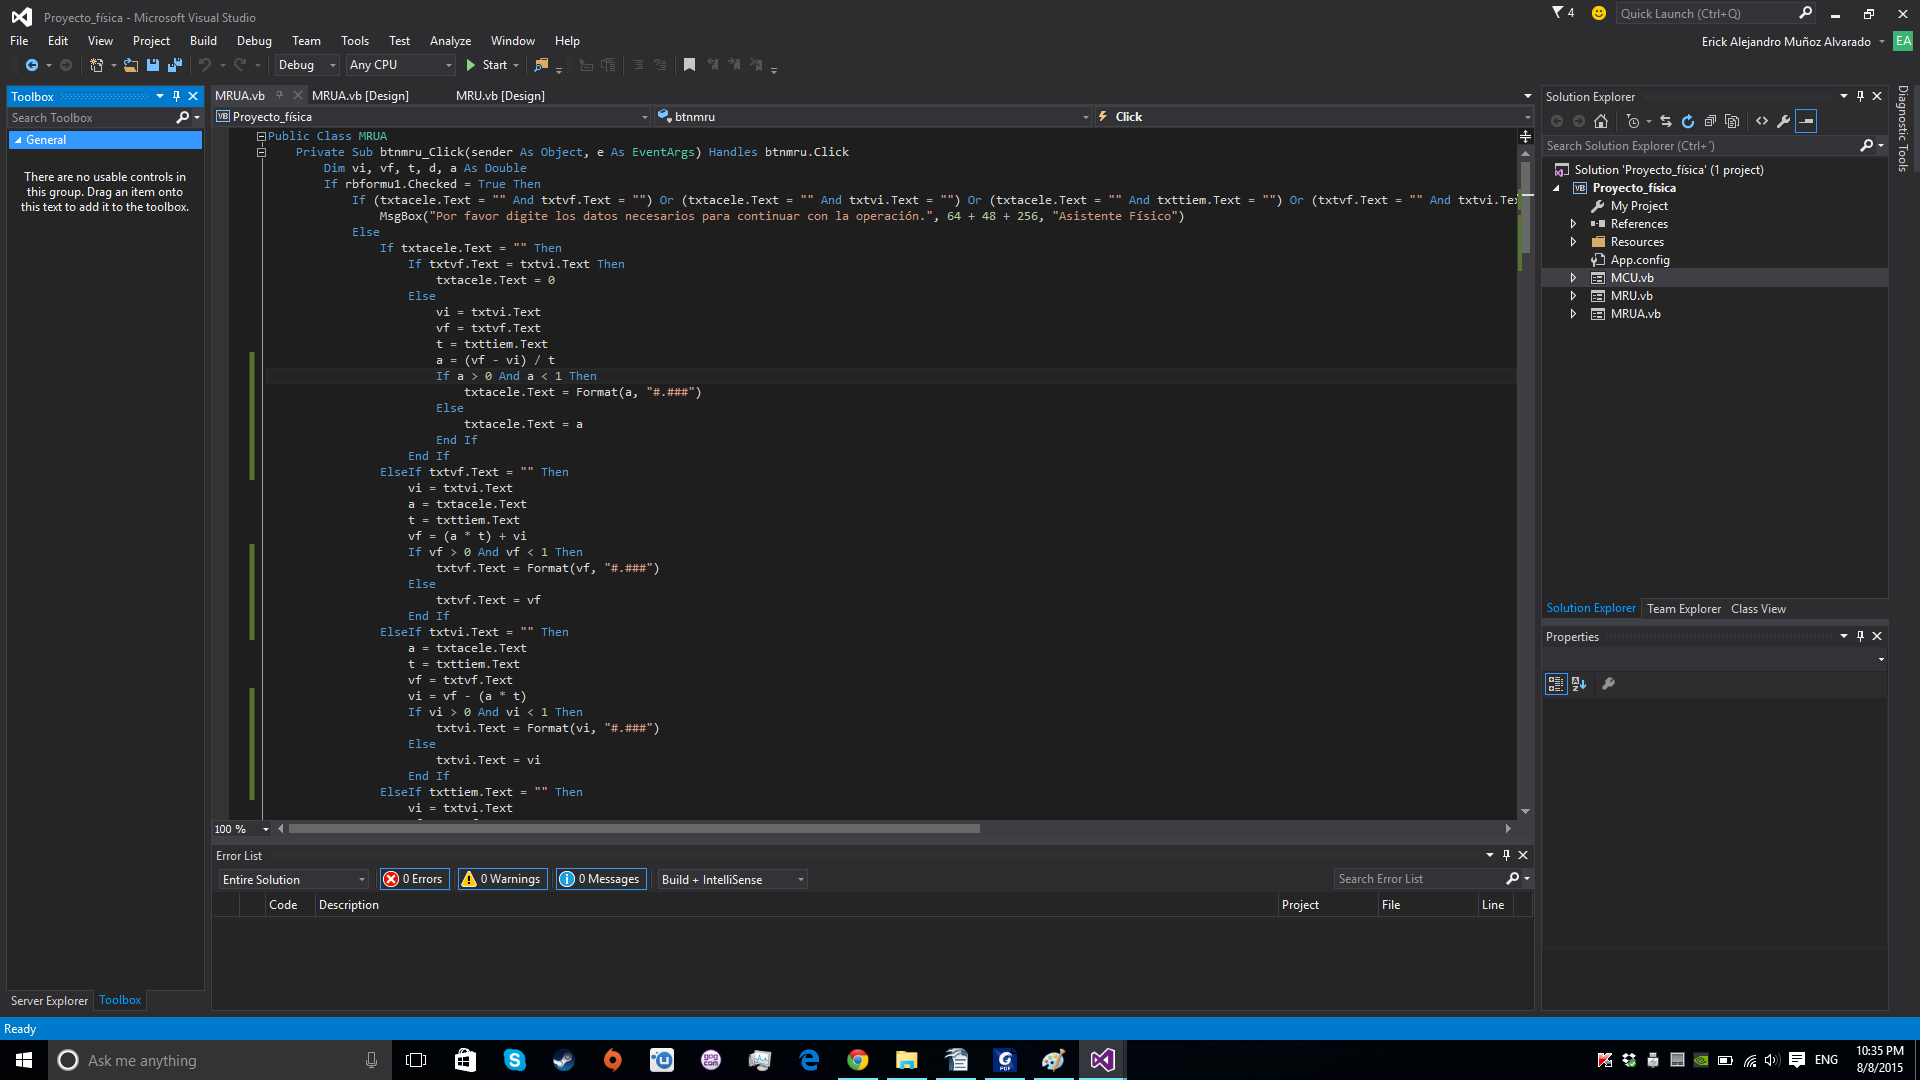 Proyecto_física - Microsoft Visual Studio
4
Quick Launch (Ctrl+Q)
File Edit View Project Build Debug Team Tools Test Analyze Window Help
Erick Alejandro Muñoz Alvarado EA
Debug Any CPU Start
Toolbox
Search Toolbox
General
There are no usable controls in
this group. Drag an item onto
this text to add it to the toolbox.
Server Explorer Toolbox
MRUA.vb MRUA.vb [Design] MRU.vb [Design]
VB Proyecto_física btnmru Click
Public Class MRUA
Private Sub btnmru_Click(sender As Object, e As EventArgs) Handles btnmru.Click
Dim vi, vf, t, d, a As Double
If rbformu1.Checked = True Then
If (txtacele.Text = "" And txtvf.Text = "") Or (txtacele.Text = "" And txtvi.Text = "") Or (txtacele.Text = "" And txttiem.Text = "") Or (txtvf.Text = "" And txtvi.Te
MsgBox("Por favor digite los datos necesarios para continuar con la operación.", 64 + 48 + 256, "Asistente Físico")
Else
If txtacele.Text = "" Then
If txtvf.Text = txtvi.Text Then
txtacele.Text = 0
Else
vi = txtvi.Text
vf = txtvf.Text
t = txttiem.Text
a = (vf - vi) / t
If a > 0 And a < 1 Then
txtacele.Text = Format(a, "#.###")
Else
txtacele.Text = a
End If
End If
ElseIf txtvf.Text = "" Then
vi = txtvi.Text
a = txtacele.Text
t = txttiem.Text
vf = (a * t) + vi
If vf > 0 And vf < 1 Then
txtvf.Text = Format(vf, "#.###")
Else
txtvf.Text = vf
End If
ElseIf txtvi.Text = "" Then
a = txtacele.Text
t = txttiem.Text
vf = txtvf.Text
vi = vf - (a * t)
If vi > 0 And vi < 1 Then
txtvi.Text = Format(vi, "#.###")
Else
txtvi.Text = vi
End If
ElseIf txttiem.Text = "" Then
vi = txtvi.Text
100 %
Error List
Entire Solution 0 Errors 0 Warnings 0 Messages Build + IntelliSense Search Error List
Code Description Project File Line
Solution Explorer
Search Solution Explorer (Ctrl+´)
Solution 'Proyecto_física' (1 project)
VB Proyecto_física
My Project
References
Resources
App.config
MCU.vb
MRU.vb
MRUA.vb
Solution Explorer Team Explorer Class View
Properties
Diagnostic Tools
Ready
Ask me anything
ENG
10:35 PM
8/8/2015